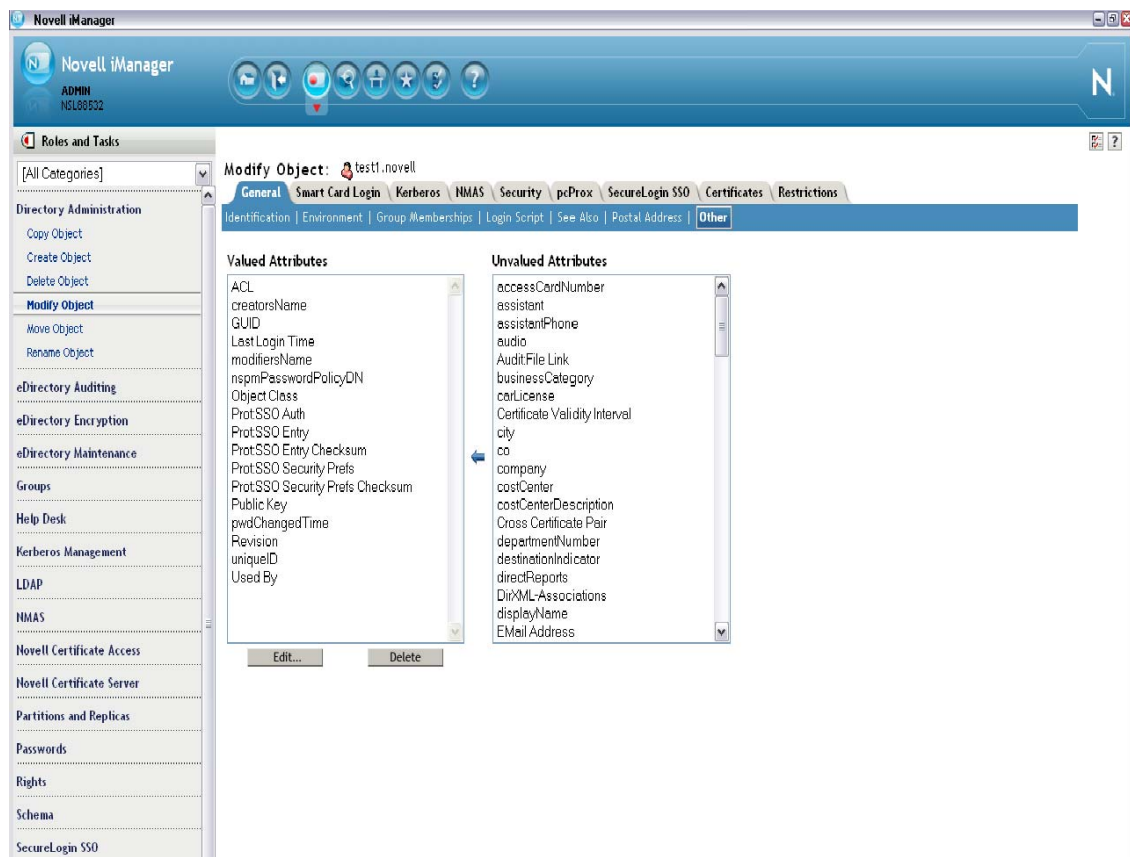 Novell iManager
Novell iManager
ADMIN
NSL88532
N
Roles and Tasks
[All Categories]
Directory Administration
Copy Object
Create Object
Delete Object
Modify Object
Move Object
Rename Object
eDirectory Auditing
eDirectory Encryption
eDirectory Maintenance
Groups
Help Desk
Kerberos Management
LDAP
NMAS
Novell Certificate Access
Novell Certificate Server
Partitions and Replicas
Passwords
Rights
Schema
SecureLogin SSO
Modify Object: test1.novell
General Smart Card Login Kerberos NMAS Security pcProx SecureLogin SSO Certificates Restrictions
Identification | Environment | Group Memberships | Login Script | See Also | Postal Address | Other
Valued Attributes
ACL
creatorsName
GUID
Last Login Time
modifiersName
nspmPasswordPolicyDN
Object Class
Prot:SSO Auth
Prot:SSO Entry
Prot:SSO Entry Checksum
Prot:SSO Security Prefs
Prot:SSO Security Prefs Checksum
Public Key
pwdChangedTime
Revision
uniqueID
Used By
Edit...
Delete
Unvalued Attributes
accessCardNumber
assistant
assistantPhone
audio
Audit:File Link
businessCategory
carLicense
Certificate Validity Interval
city
co
company
costCenter
costCenterDescription
Cross Certificate Pair
departmentNumber
destinationIndicator
directReports
DirXML-Associations
displayName
EMail Address